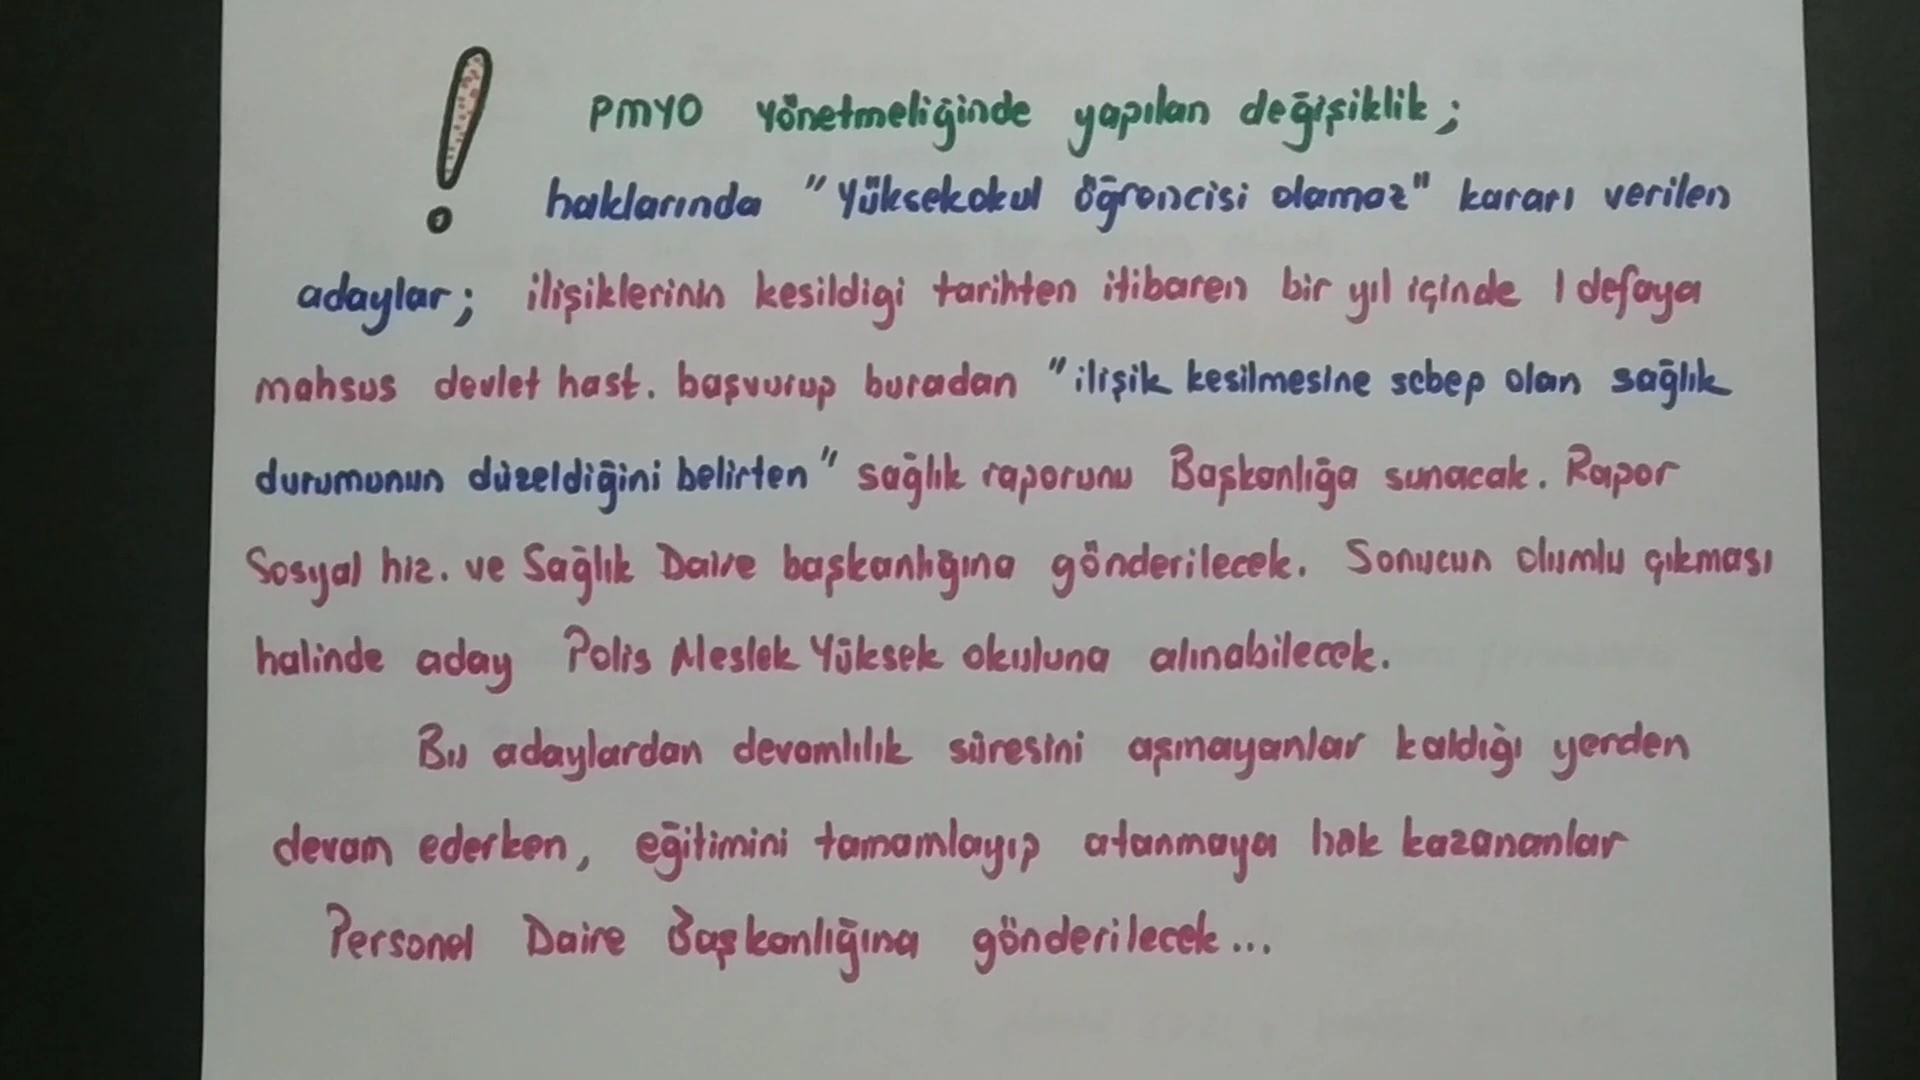 ! PMYO Yönetmeliğinde yapılan değişiklik;
haklarında "Yüksekokul öğrencisi olamaz" kararı verilen
adaylar; ilişiklerinin kesildigi tarihten itibaren bir yıl içinde 1 defaya
mahsus devlet hast. başvurup buradan "ilişik kesilmesine sebep olan sağlık
durumunun düzeldiğini belirten" sağlık raporunu Başkanlığa sunacak. Rapor
Sosyal hiz. ve Sağlık Daire başkanlığına gönderilecek. Sonucun olumlu çıkması
halinde aday Polis Meslek Yüksek okuluna alınabilecek.
Bu adaylardan devamlılık süresini aşmayanlar kaldığı yerden
devam ederken, eğitimini tamamlayıp atanmaya hak kazananlar
Personel Daire Başkanlığına gönderilecek...